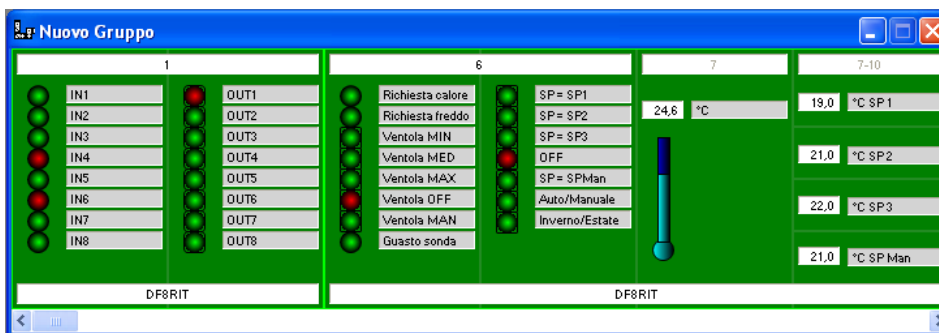 Nuovo Gruppo
1
6
7
7-10
IN1
IN2
IN3
IN4
IN5
IN6
IN7
IN8
OUT1
OUT2
OUT3
OUT4
OUT5
OUT6
OUT7
OUT8
Richiesta calore
Richiesta freddo
Ventola MIN
Ventola MED
Ventola MAX
Ventola OFF
Ventola MAN
Guasto sonda
SP= SP1
SP= SP2
SP= SP3
OFF
SP= SPMan
Auto/Manuale
Inverno/Estate
24,6 °C
19,0 °C SP1
21,0 °C SP2
22,0 °C SP3
21,0 °C SP Man
DF8RIT
DF8RIT